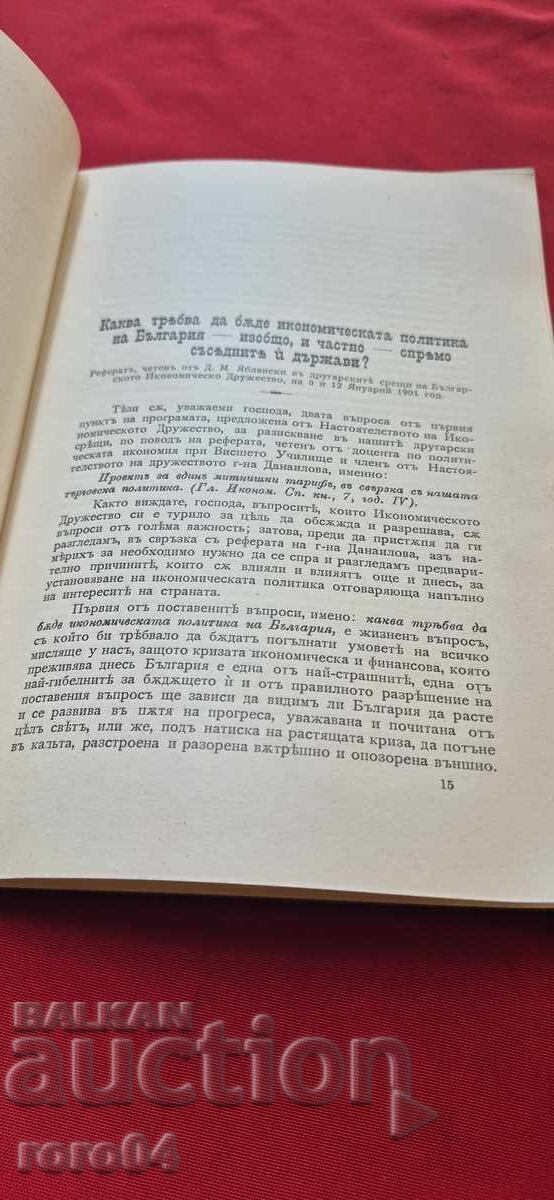 Каква трѣбва да бѫде икономическата политика
на България — изобщо, и частно — спрѣмо
съсѣднитѣ ѝ държави?
Рефератъ, четенъ отъ Д. М. Яблански въ другарскитѣ срещи на Българ-
ското Икономическо Дружество, на 5 и 12 Януарий 1901 год.
Тѣзи сѫ, уважаеми господа, двата въпроса отъ първия
пунктъ на програмата, предложена отъ Настоятелството на Ико-
номическото Дружество, за разискване въ нашитѣ другарски
срѣщи, по поводъ на реферата, четенъ отъ доцента по полити-
ческата икономия при Висшето Училище и членъ отъ Настоя-
телството на дружеството г-на Данаилова, именно:
Проектъ за единъ митнишки тарифъ, въ свързка съ нашата
търговска политика. (Гл. Иконом. Сп. кн., 7, год. IV).
Както виждате, господа, въпроситѣ, които Икономическото
Дружество си е турило за цѣль да обсѫжда и разрешава, сѫ
въпроси отъ голѣма важность; затова, преди да пристѫпя да ги
разгледамъ, въ свръзка съ реферата на г-на Данаилова, азъ на-
мѣрихъ за необходимо нужно да се спра и разгледамъ предвари-
телно причинитѣ, които сѫ влияли и влияятъ още и днесь, за
установяване на икономическата политика отговаряюща напълно
на интереситѣ на страната.
Първия отъ поставенитѣ въпроси, имено: каква тръбва да
бѫде икономическата политика на България, е жизненъ въпросъ,
съ който би трѣбвало да бѫдатъ погълнати умоветѣ на всичко
мисляще у насъ, защото кризата икономическа и финансова, която
преживява днесь България е една отъ най-страшнитѣ, една отъ
най-гибелнитѣ за бѫджщето ѝ и отъ правилното разрѣшение на
поставения въпросъ ще зависи да видимъ ли България да расте
и се развива въ пѫтя на прогреса, уважавана и почитана отъ
цѣлъ свѣтъ, или же, подъ натиска на растящата криза, да потъне
въ кальта, разстроена и разорена вѫтрѣшно и опозорена външно.
15
BALKAN
auction
roro04